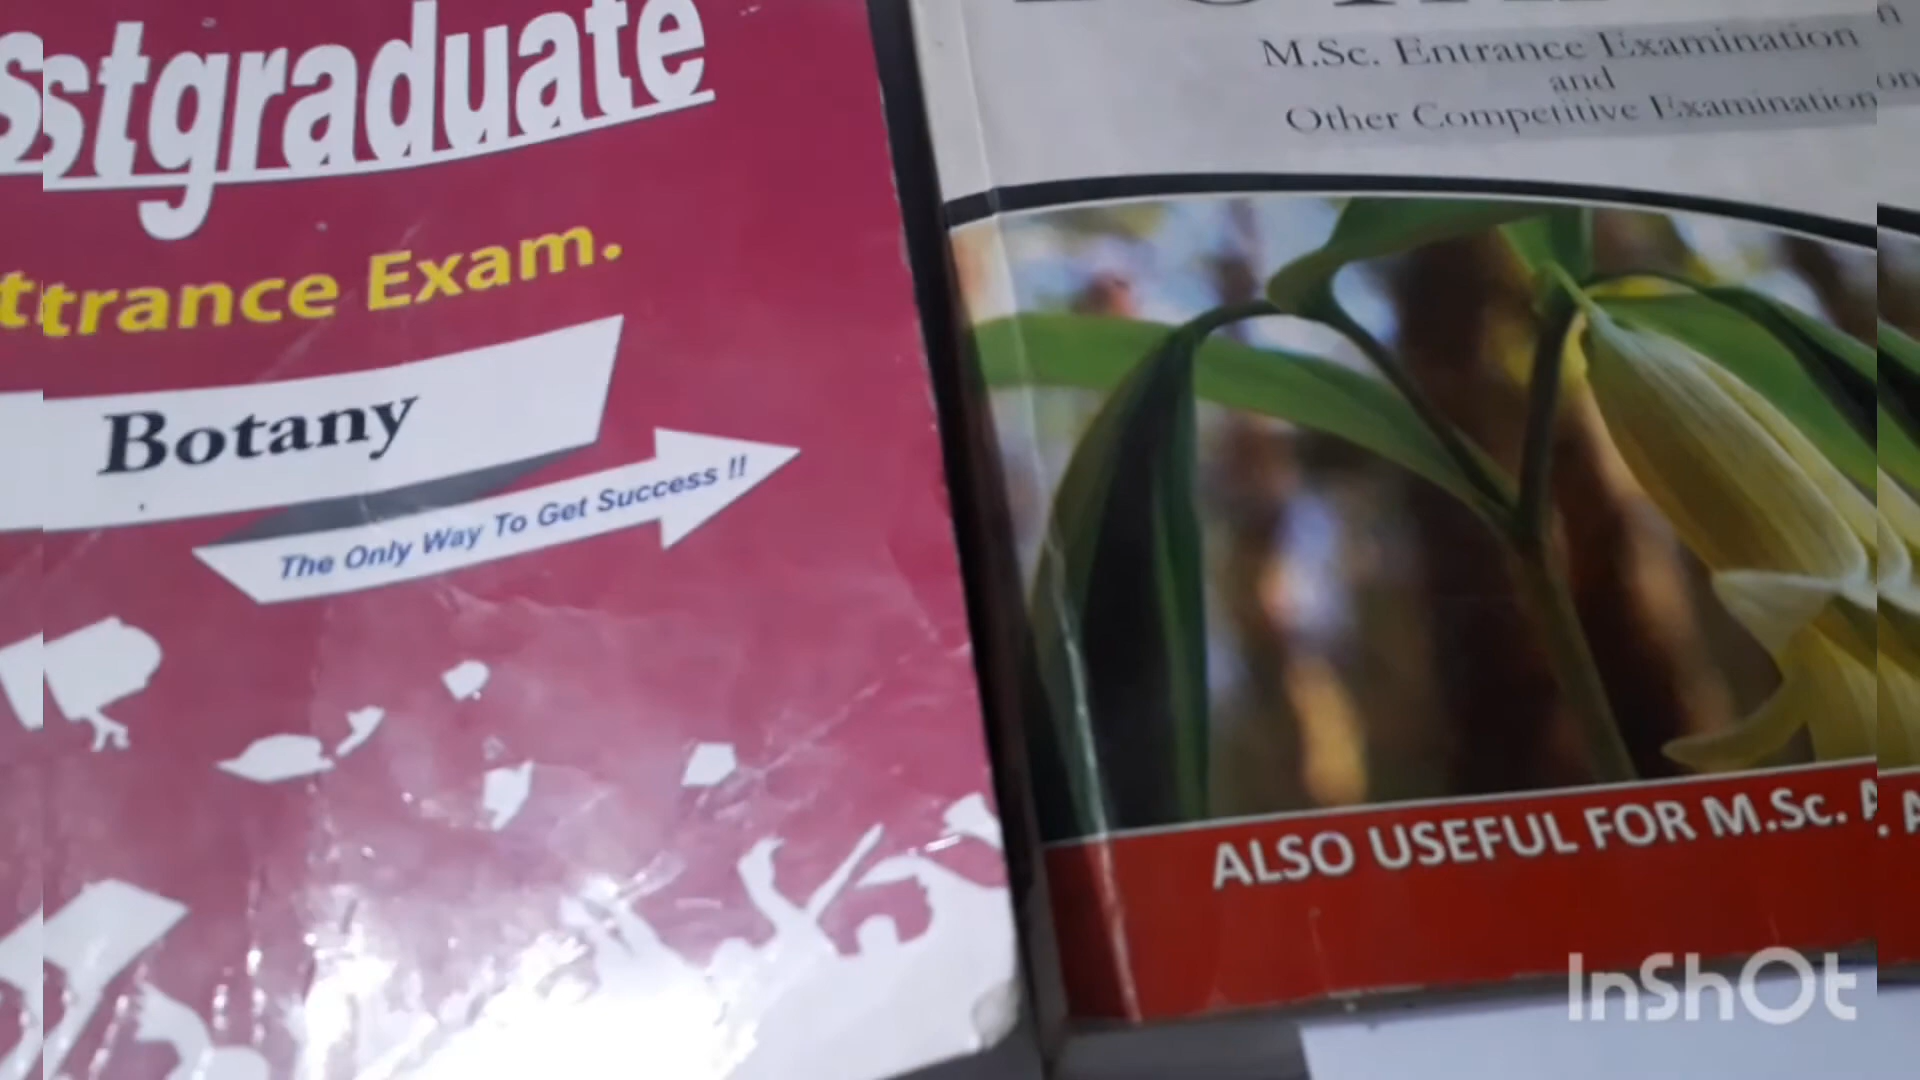 stgraduate
trance Exam.
Botany
The Only Way To Get Success !!
M.Sc. Entrance Examination
and
Other Competitive Examination
ALSO USEFUL FOR M.Sc. A
InShOt